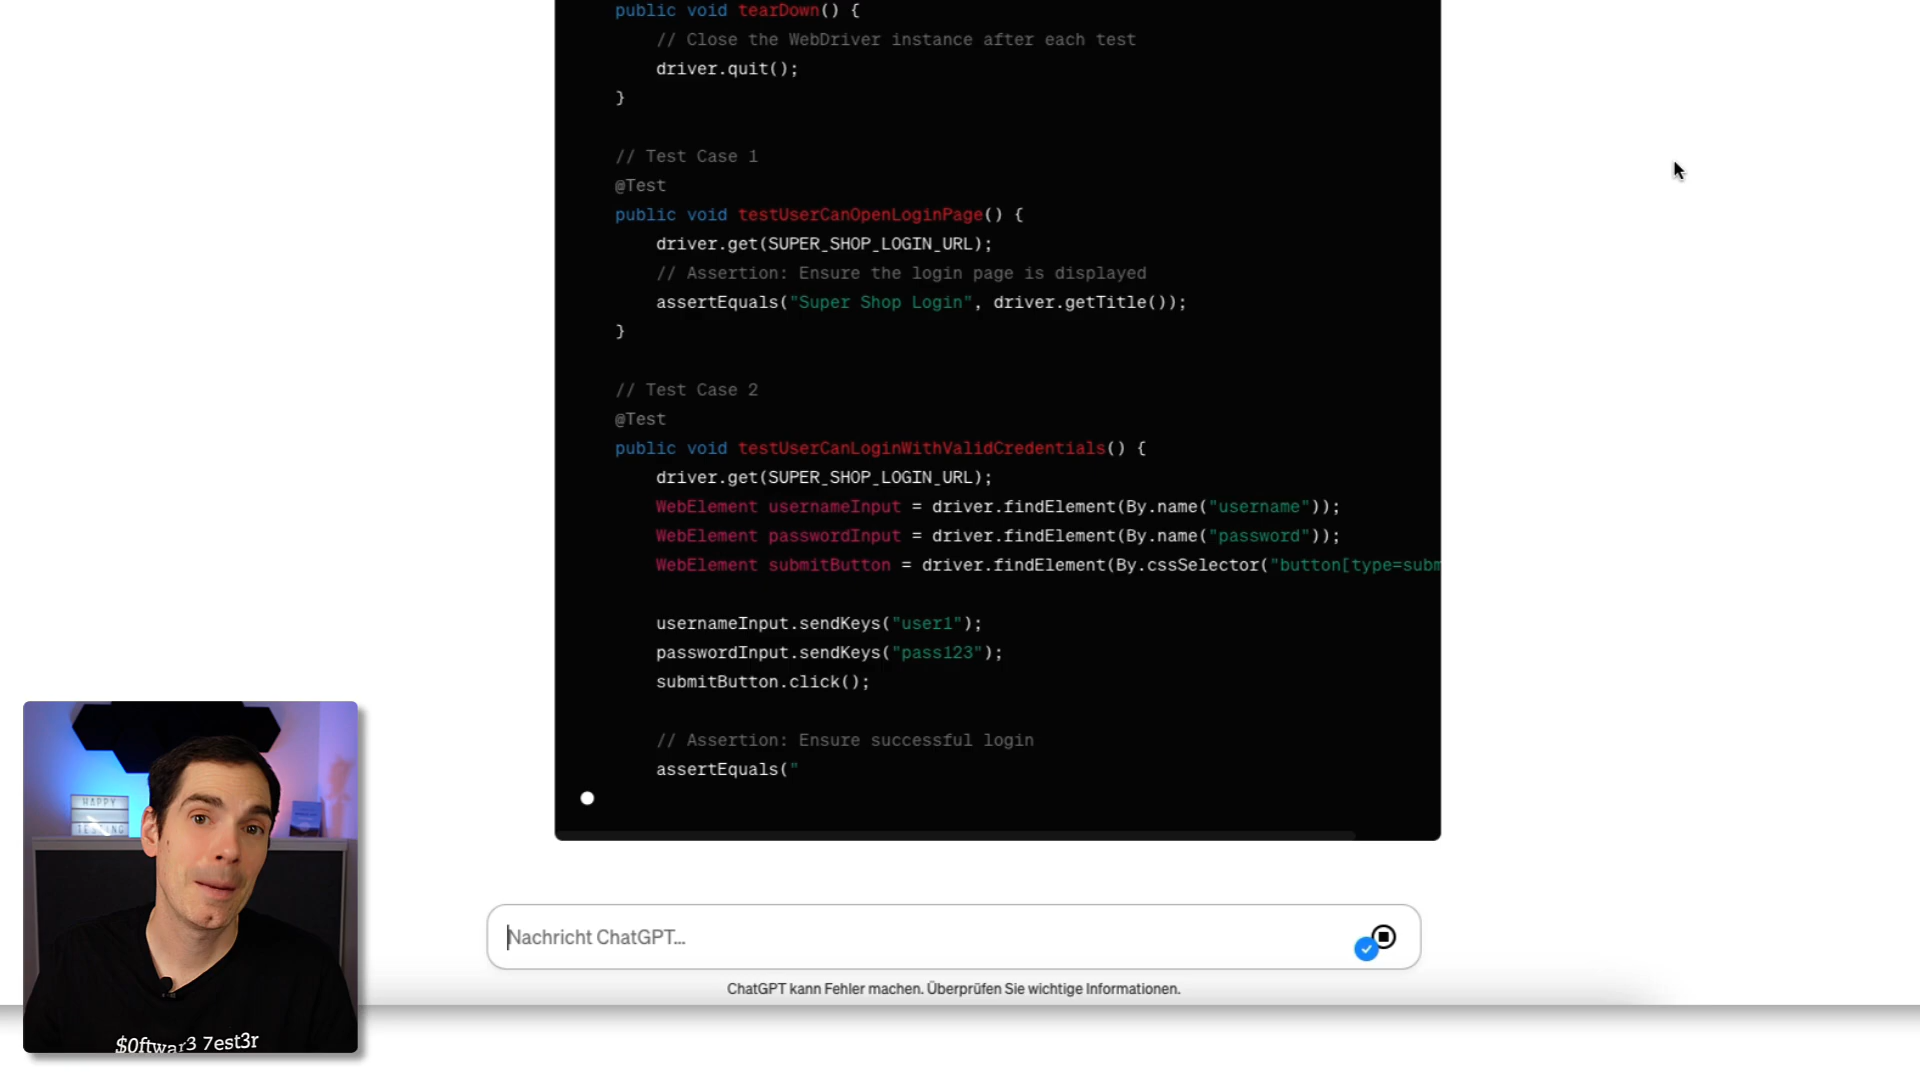 public void tearDown() {
// Close the WebDriver instance after each test
driver.quit();
}
// Test Case 1
@Test
public void testUserCanOpenLoginPage() {
driver.get(SUPER_SHOP_LOGIN_URL);
// Assertion: Ensure the login page is displayed
assertEquals("Super Shop Login", driver.getTitle());
}
// Test Case 2
@Test
public void testUserCanLoginWithValidCredentials() {
driver.get(SUPER_SHOP_LOGIN_URL);
WebElement usernameInput = driver.findElement(By.name("username"));
WebElement passwordInput = driver.findElement(By.name("password"));
WebElement submitButton = driver.findElement(By.cssSelector("button[type=subm
usernameInput.sendKeys("user1");
passwordInput.sendKeys("pass123");
submitButton.click();
// Assertion: Ensure successful login
assertEquals("
HAPPY
TESTING
$0ftwar3 7est3r
Nachricht ChatGPT...
ChatGPT kann Fehler machen. Überprüfen Sie wichtige Informationen.